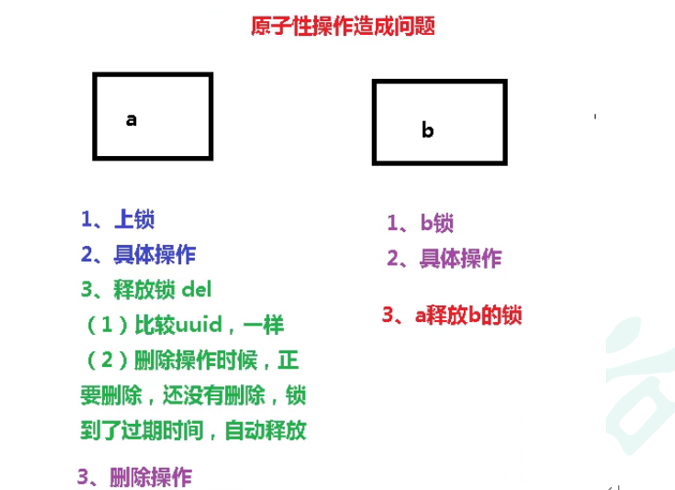 原子性操作造成问题
a
b
1、上锁
2、具体操作
3、释放锁 del
（1）比较uuid，一样
（2）删除操作时候，正
要删除，还没有删除，锁
到了过期时间，自动释放
3、删除操作
1、b锁
2、具体操作
3、a释放b的锁